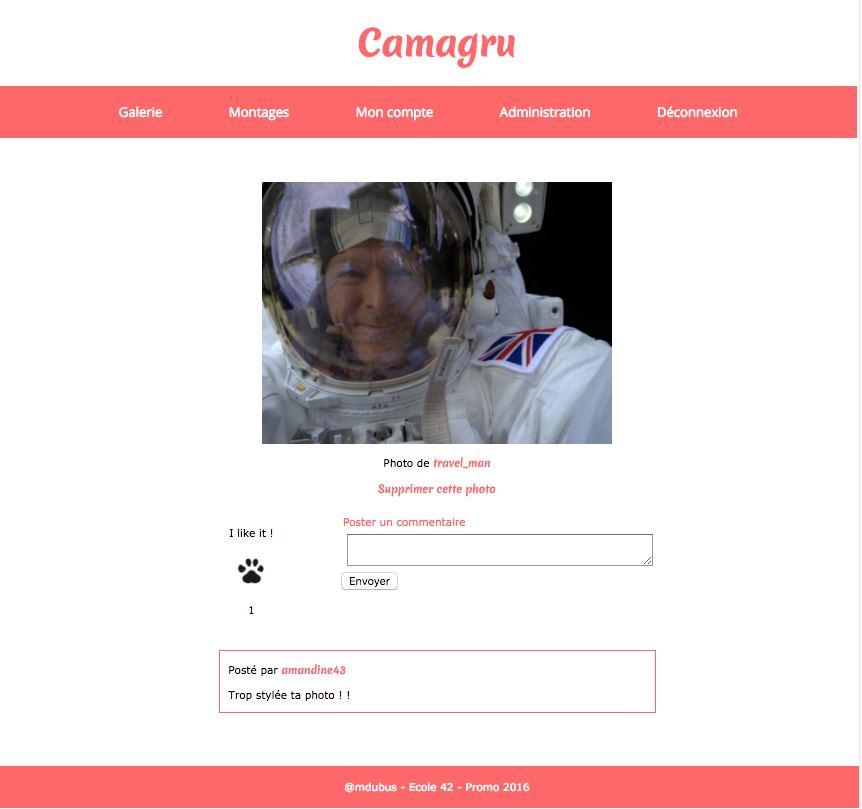 Camagru
Galerie Montages Mon compte Administration Déconnexion
Photo de travel_man
Supprimer cette photo
I like it !
Poster un commentaire
Envoyer
1
Posté par amandine43
Trop stylée ta photo ! !
@mdubus - Ecole 42 - Promo 2016